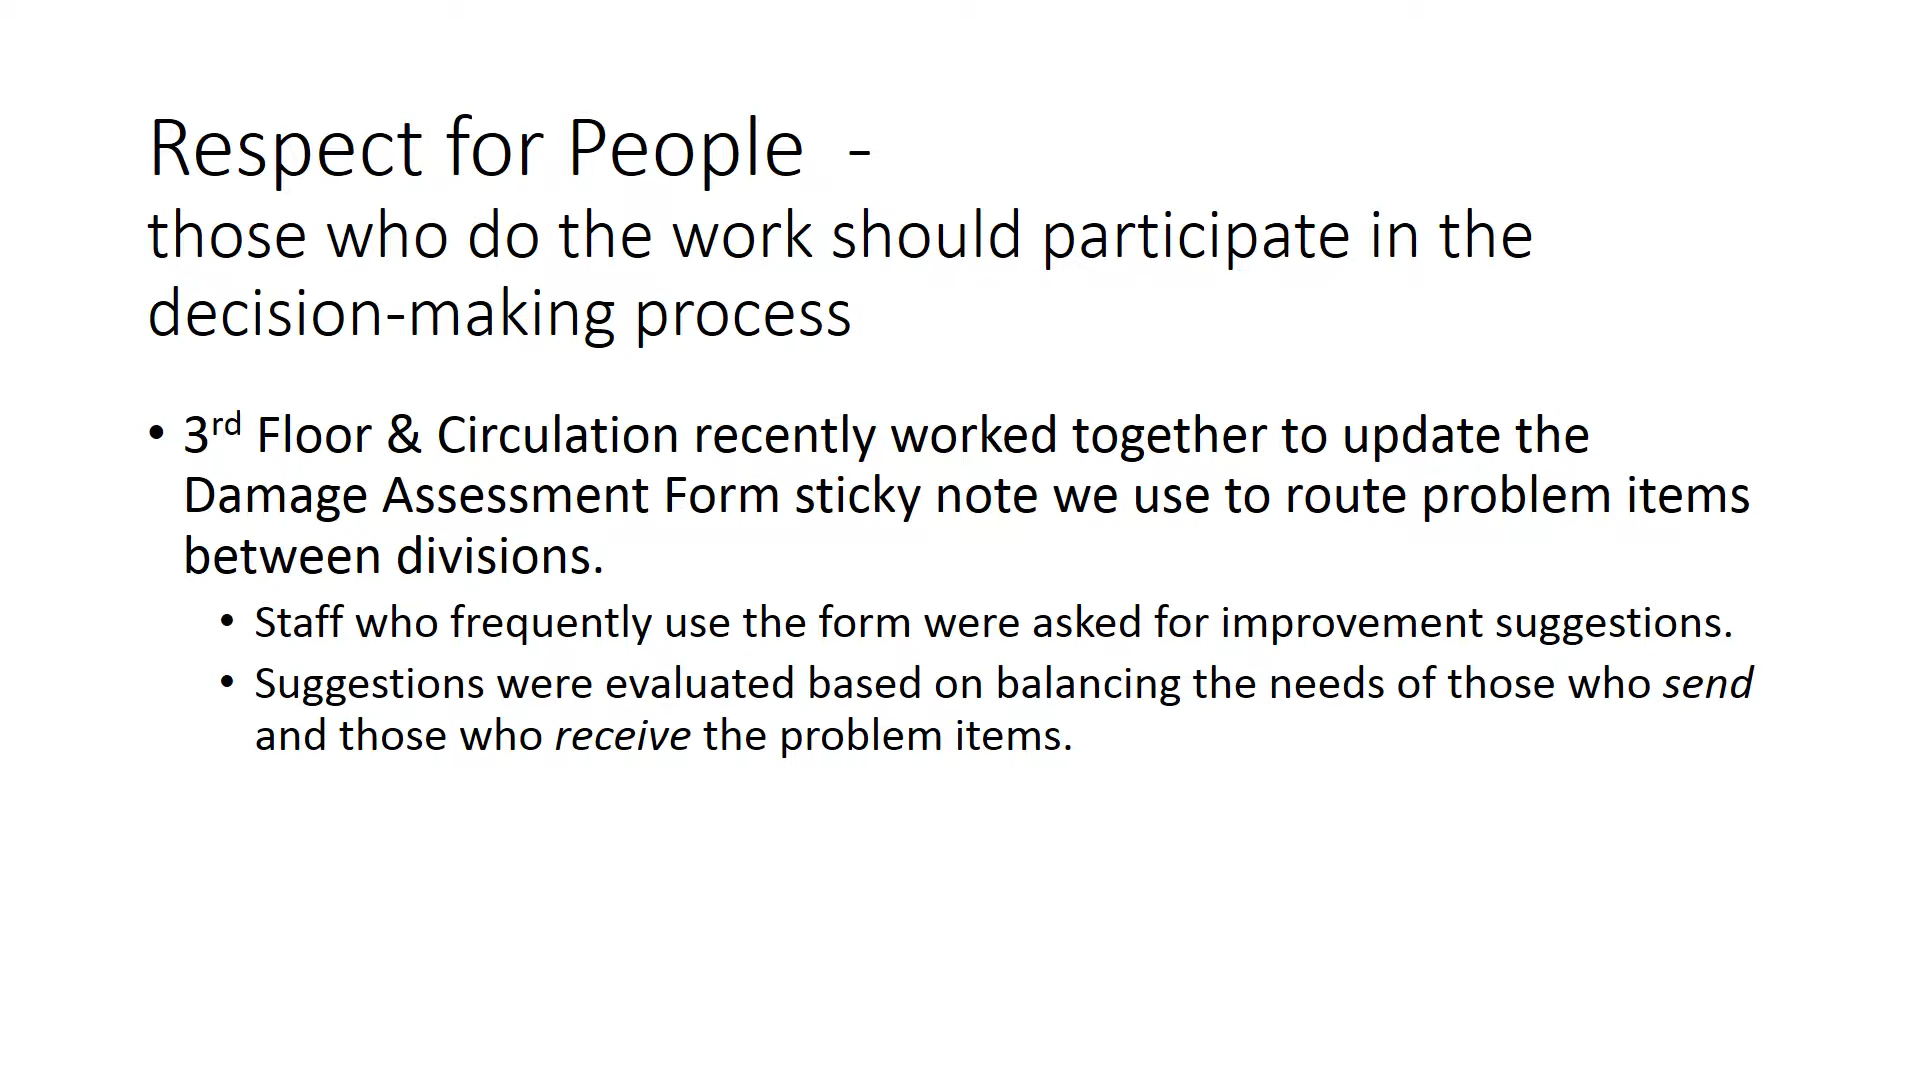 Respect for People  -
those who do the work should participate in the
decision-making process
• 3rd Floor & Circulation recently worked together to update the
Damage Assessment Form sticky note we use to route problem items
between divisions.
• Staff who frequently use the form were asked for improvement suggestions.
• Suggestions were evaluated based on balancing the needs of those who send
and those who receive the problem items.